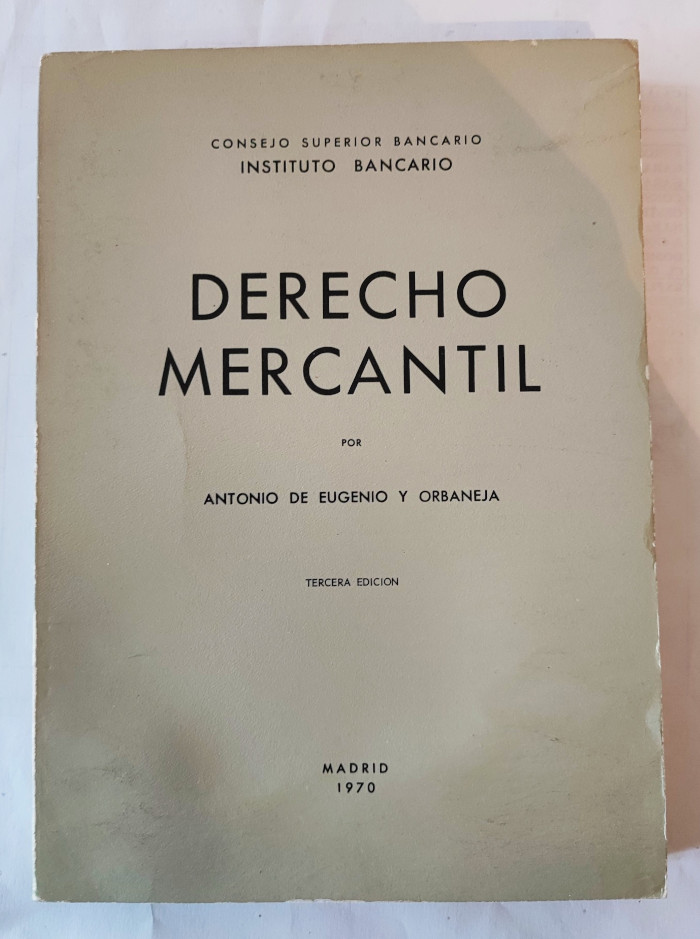 CONSEJO SUPERIOR BANCARIO
INSTITUTO BANCARIO
DERECHO
MERCANTIL
POR
ANTONIO DE EUGENIO Y ORBANEJA
TERCERA EDICION
MADRID
1970